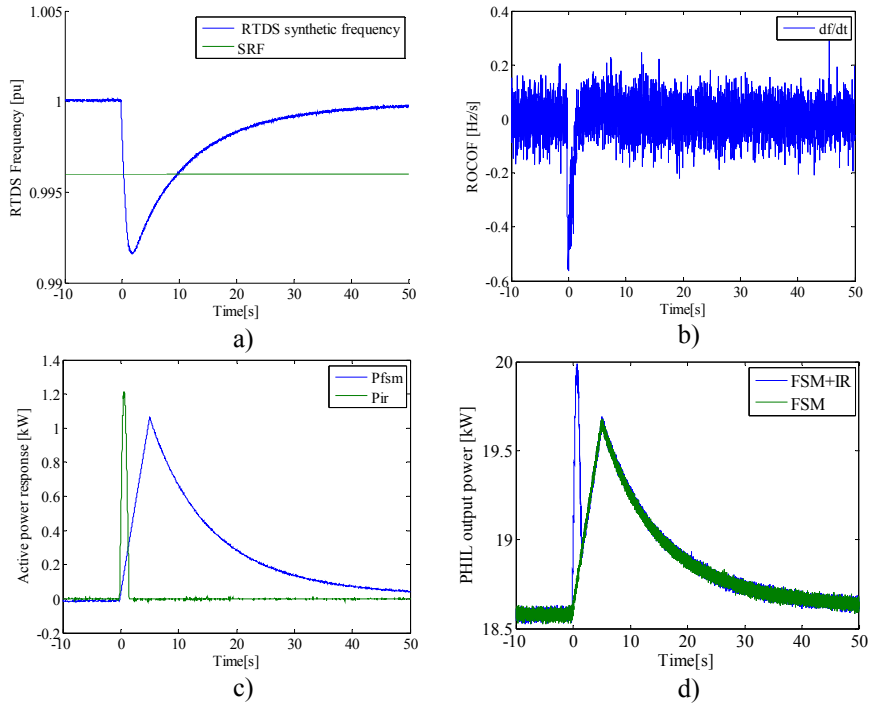 1.005
1
0.995
0.99
RTDS Frequency [pu]
RTDS synthetic frequency
SRF
-10 0 10 20 30 40 50
Time[s]
a)
0.4
0.2
0
-0.2
-0.4
-0.6
ROCOF [Hz/s]
df/dt
-10 0 10 20 30 40 50
Time[s]
b)
1.4
1.2
1
0.8
0.6
0.4
0.2
0
-0.2
Active power response [kW]
Pfsm
Pir
-10 0 10 20 30 40 50
Time[s]
c)
20
19.5
19
18.5
PHIL output power [kW]
FSM+IR
FSM
-10 0 10 20 30 40 50
Time[s]
d)